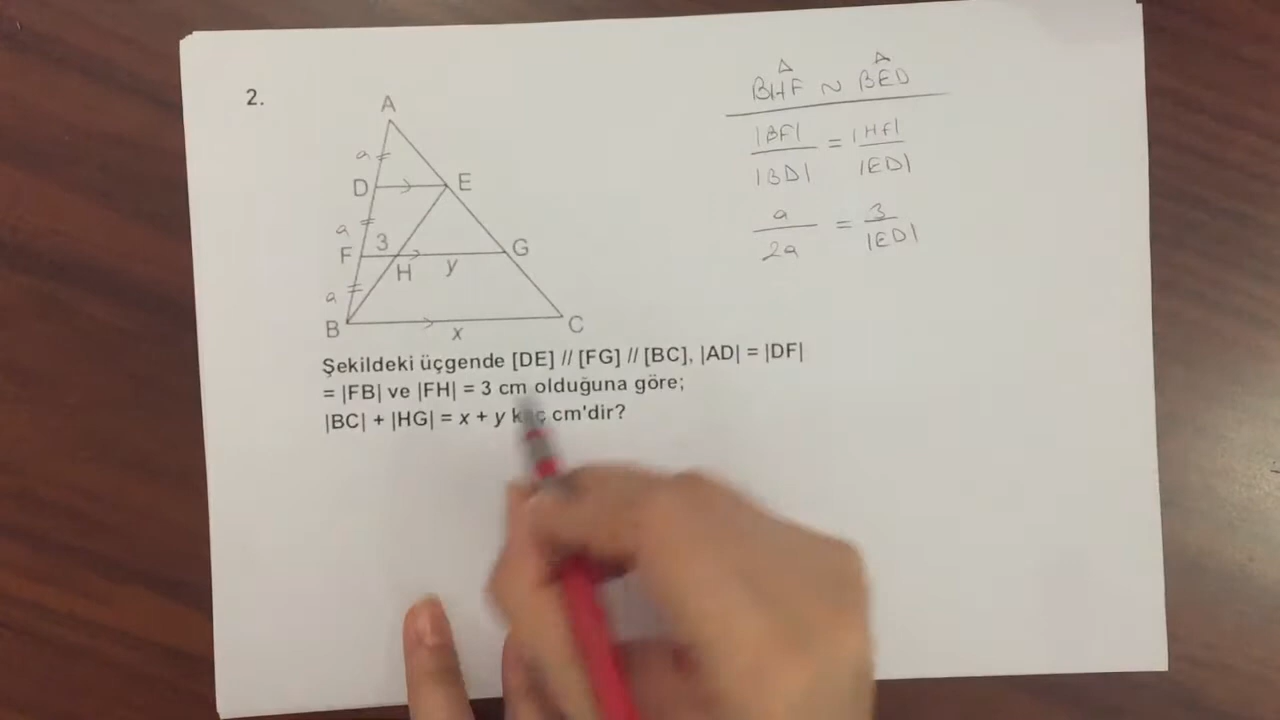 2.
A
a
D
E
a
3
F
G
H
y
a
B
C
x
Şekildeki üçgende [DE] // [FG] // [BC], |AD| = |DF|
= |FB| ve |FH| = 3 cm olduğuna göre;
|BC| + |HG| = x + y cm'dir?
BHF ~ BED
|BF| / |BD| = |HF| / |ED|
a / 2a = 3 / |ED|